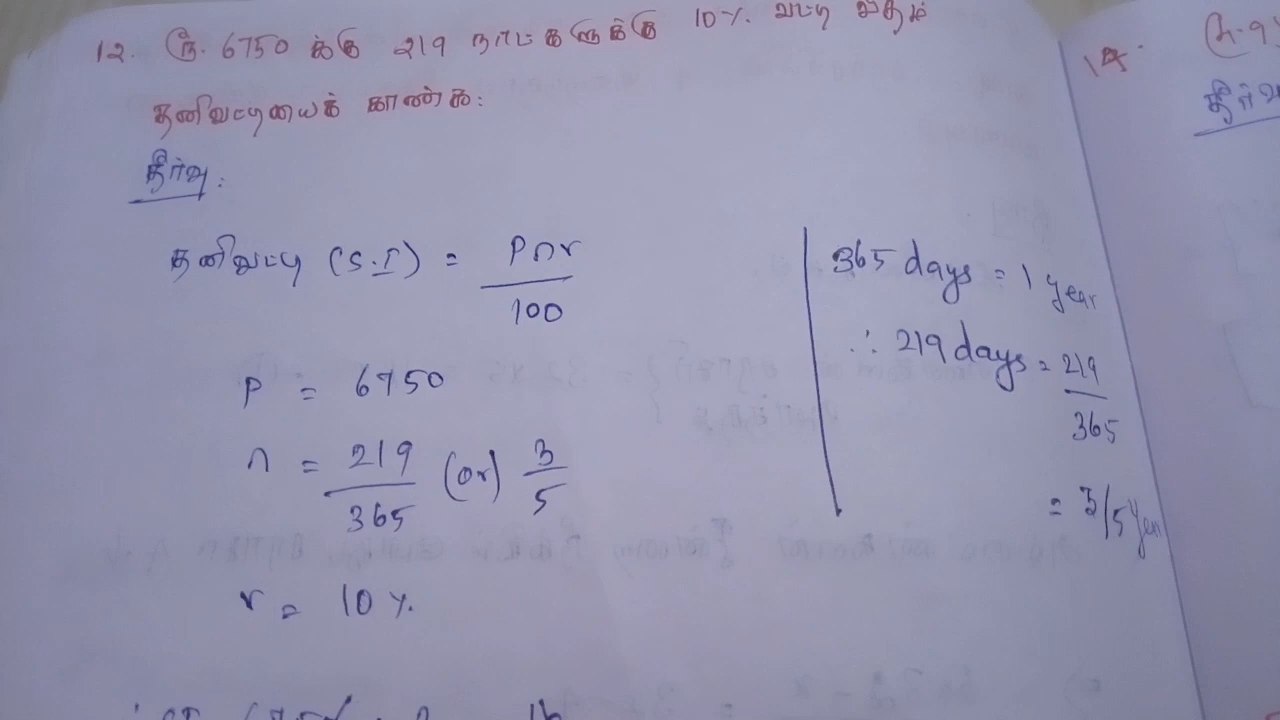 12. ரூ. 6750 க்கு 219 நாட்களுக்கு 10%. வட்டி வீதம்
தனிவட்டியைக் காண்க:
தீர்வு:
தனிவட்டி (S.I) = Pnr
100
P = 6750
n = 219 (or) 3
365 5
r = 10%.
365 days = 1 year
∴ 219 days = 219
365
= 3/5 year
14.
தீர்வு